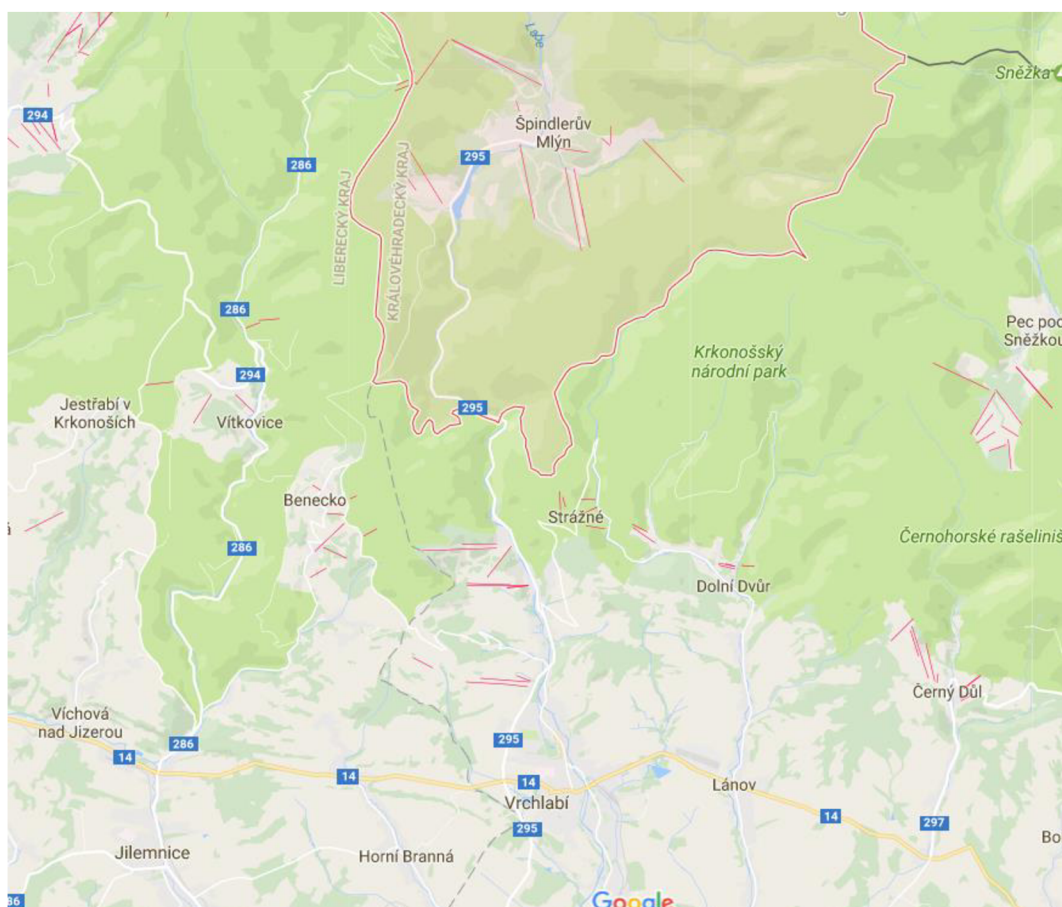 Labe
Sněžka
294
Špindlerův
Mlýn
295
286
LIBERECKÝ KRAJ
KRÁLOVÉHRADECKÝ KRAJ
286
Pec pod
Sněžkou
Krkonošský
národní park
294
Jestřabí v
Krkonoších
Vítkovice
295
Benecko
Strážné
Černohorské rašeliniš
286
á
Dolní Dvůr
Černý Důl
Víchová
nad Jizerou
286
295
14
14
14
Lánov
Vrchlabí
14
297
295
Bo
Jilemnice
Horní Branná
86
Google